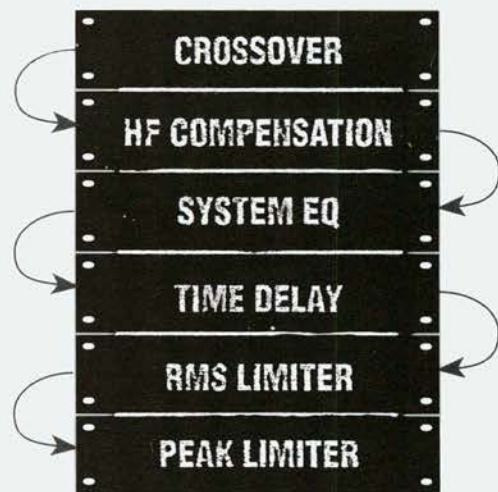 CROSSOVER
HF COMPENSATION
SYSTEM EQ
TIME DELAY
RMS LIMITER
PEAK LIMITER